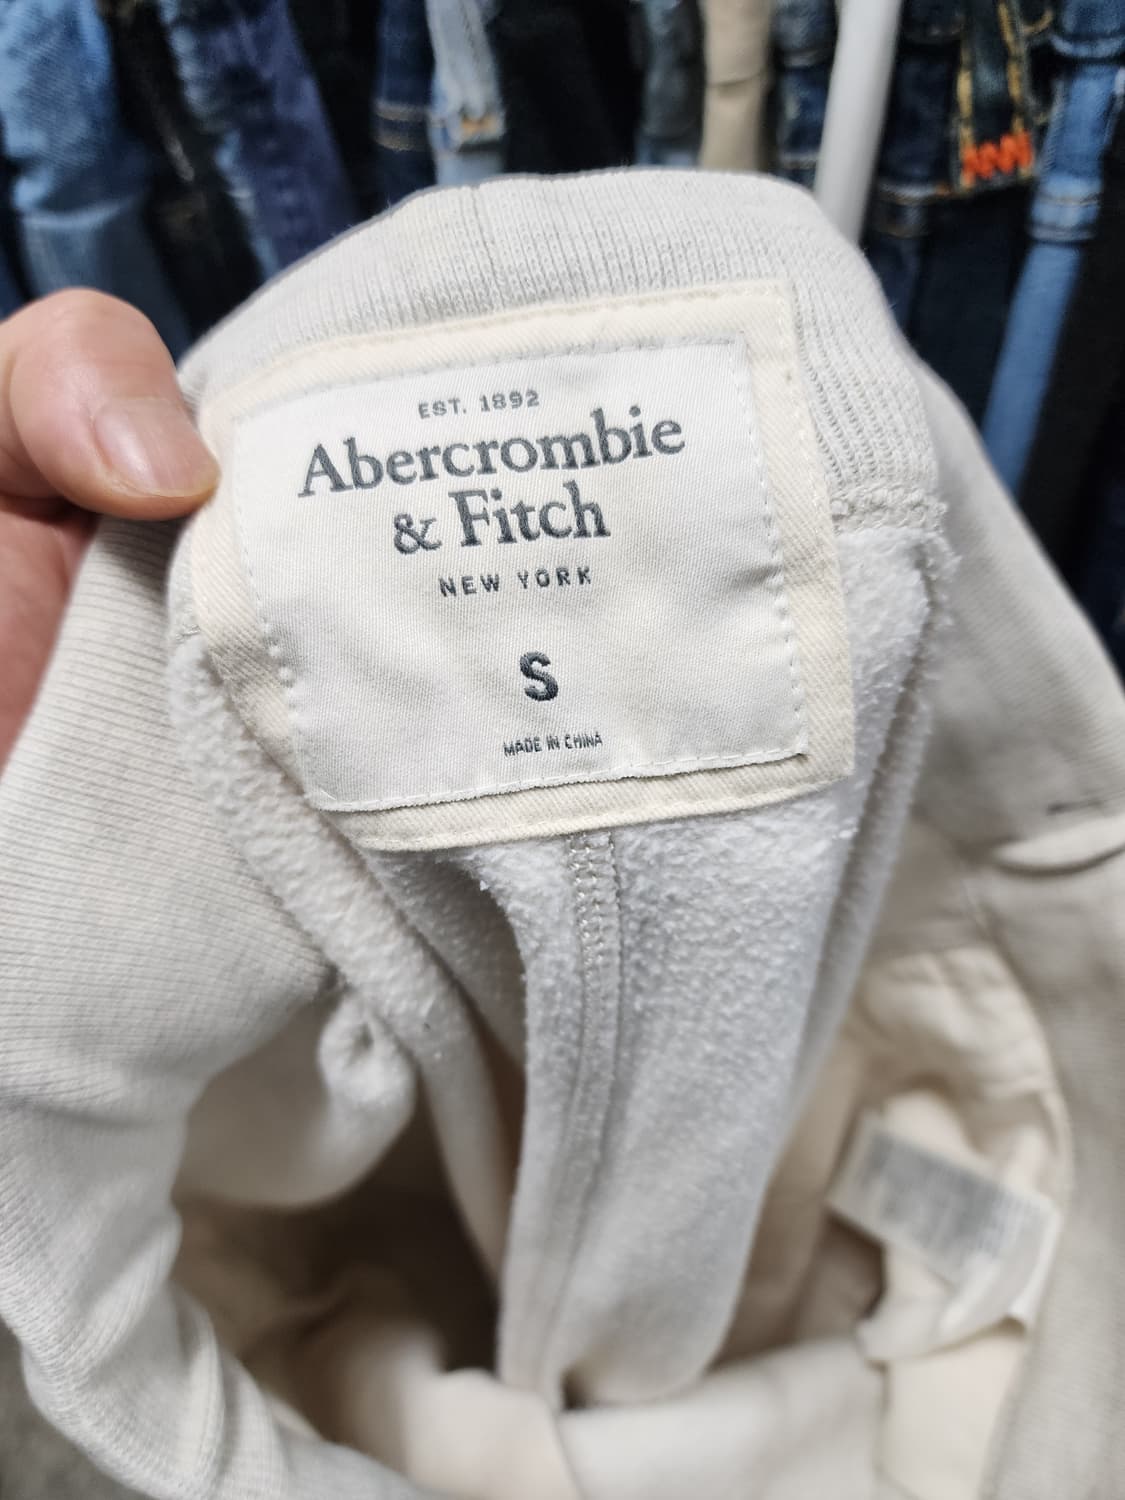 EST. 1892
Abercrombie
& Fitch
NEW YORK
S
MADE IN CHINA